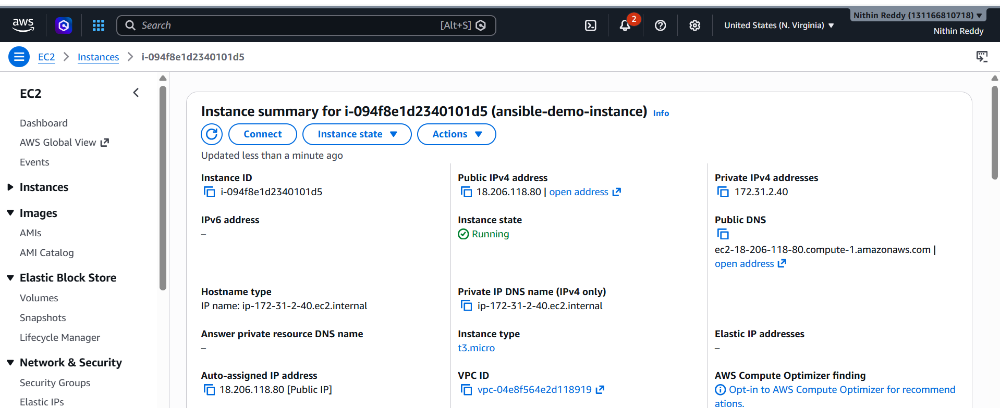 aws
Search
[Alt+S]
2
United States (N. Virginia)
Nithin Reddy (131166810718)
Nithin Reddy
EC2
Instances
i-094f8e1d2340101d5
EC2
Dashboard
AWS Global View
Events
Instances
Images
AMIs
AMI Catalog
Elastic Block Store
Volumes
Snapshots
Lifecycle Manager
Network & Security
Security Groups
Elastic IPs
Instance summary for i-094f8e1d2340101d5 (ansible-demo-instance) Info
Connect
Instance state
Actions
Updated less than a minute ago
Instance ID
i-094f8e1d2340101d5
Public IPv4 address
18.206.118.80 | open address
Private IPv4 addresses
172.31.2.40
IPv6 address
–
Instance state
Running
Public DNS
ec2-18-206-118-80.compute-1.amazonaws.com |
open address
Hostname type
IP name: ip-172-31-2-40.ec2.internal
Private IP DNS name (IPv4 only)
ip-172-31-2-40.ec2.internal
Answer private resource DNS name
–
Instance type
t3.micro
Elastic IP addresses
–
Auto-assigned IP address
18.206.118.80 [Public IP]
VPC ID
vpc-04e8f564e2d118919
AWS Compute Optimizer finding
Opt-in to AWS Compute Optimizer for recommend
ations.